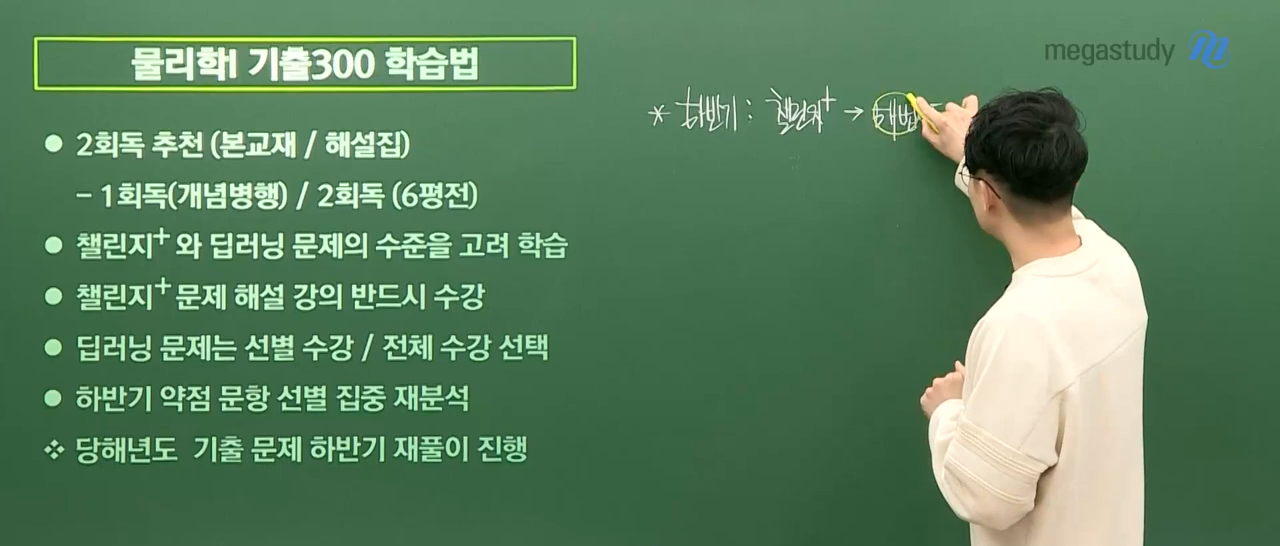 물리학I 기출300 학습법
megastudy
● 2회독 추천 (본교재 / 해설집)
– 1회독(개념병행) / 2회독 (6평전)
● 챌린지+ 와 딥러닝 문제의 수준을 고려 학습
● 챌린지+ 문제 해설 강의 반드시 수강
● 딥러닝 문제는 선별 수강 / 전체 수강 선택
● 하반기 약점 문항 선별 집중 재분석
❖ 당해년도 기출 문제 하반기 재풀이 진행
* 하반기 : 챌린지+ → 해법